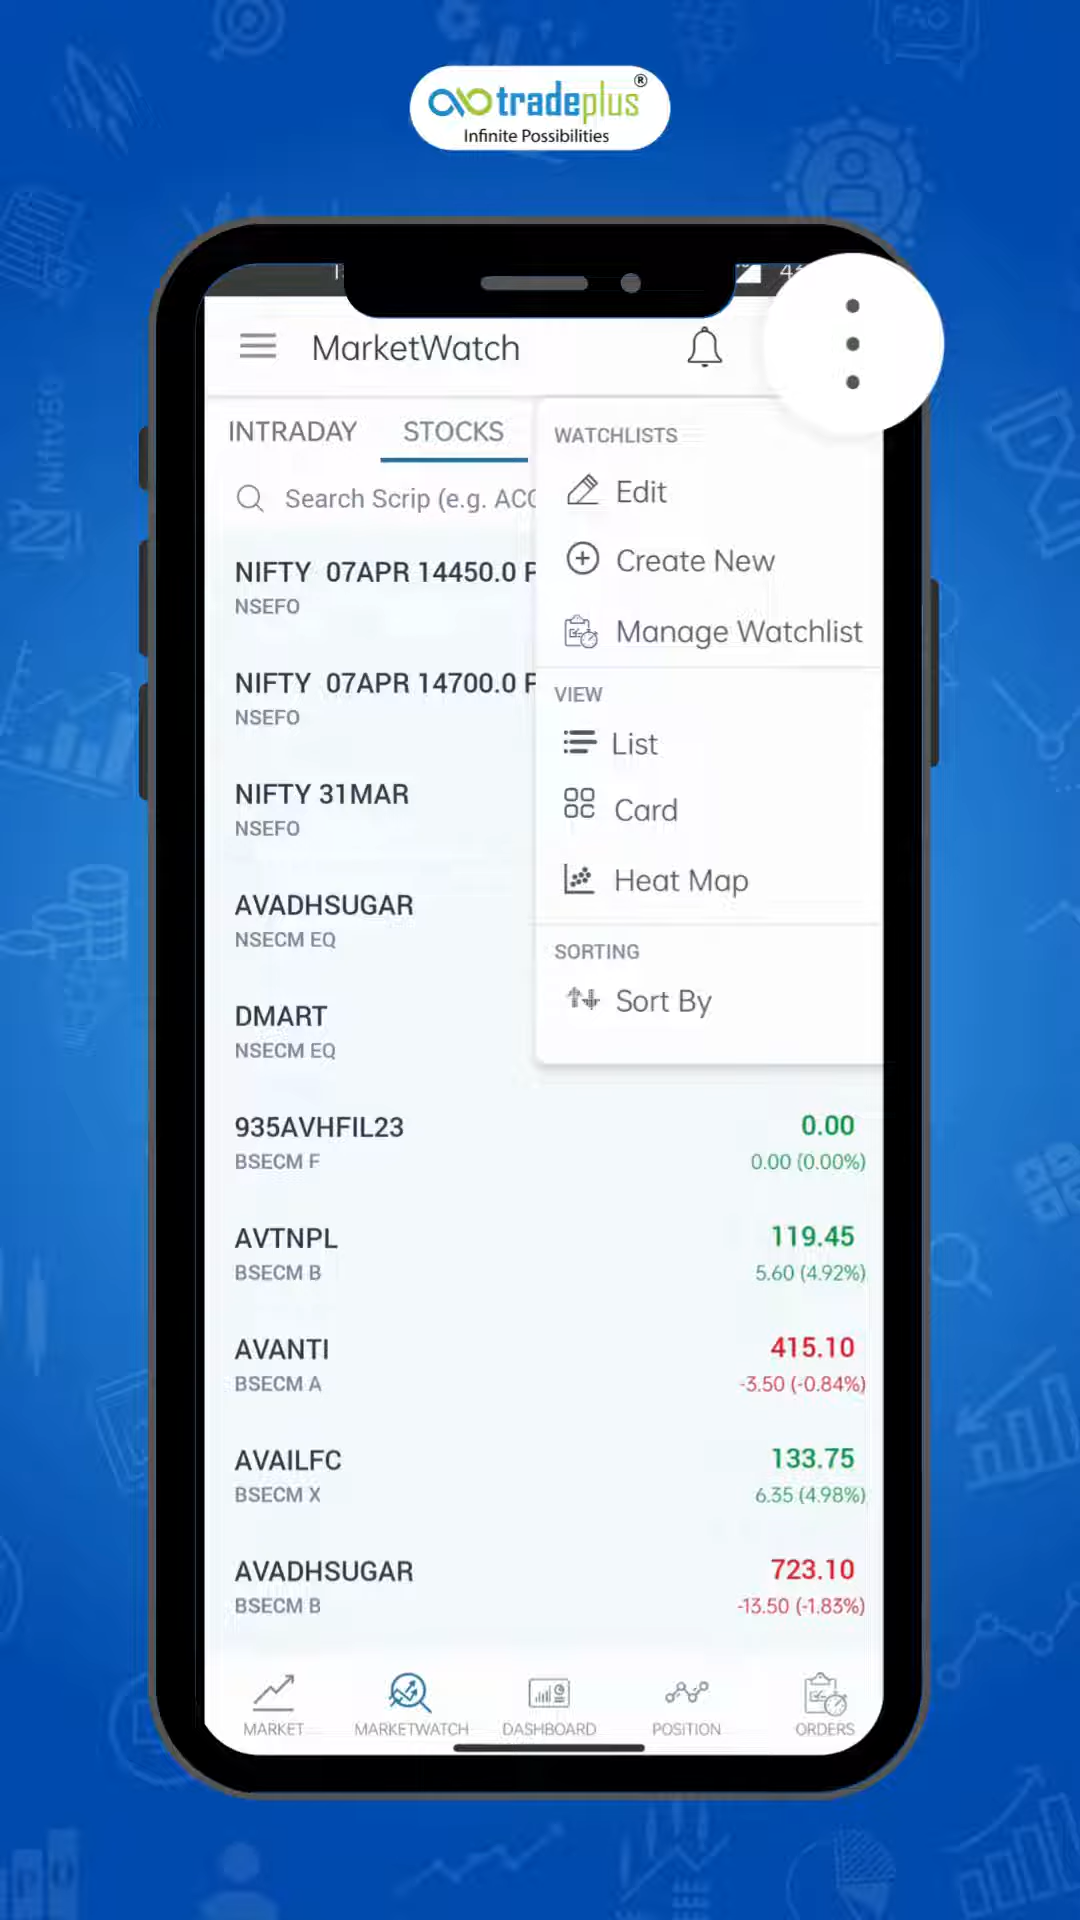 FAQ
tradeplus®
Infinite Possibilities
MarketWatch
INTRADAY
STOCKS
WATCHLISTS
Search Scrip (e.g. ACC
Edit
Create New
Manage Watchlist
VIEW
List
Card
Heat Map
SORTING
Sort By
NIFTY 07APR 14450.0
NSEFO
NIFTY 07APR 14700.0
NSEFO
NIFTY 31MAR
NSEFO
AVADHSUGAR
NSECM EQ
DMART
NSECM EQ
935AVHFIL23
0.00
BSECM F
0.00 (0.00%)
AVTNPL
119.45
BSECM B
5.60 (4.92%)
AVANTI
415.10
BSECM A
-3.50 (-0.84%)
AVAILFC
133.75
BSECM X
6.35 (4.98%)
AVADHSUGAR
723.10
BSECM B
-13.50 (-1.83%)
MARKET
MARKETWATCH
DASHBOARD
POSITION
ORDERS
Nifty50